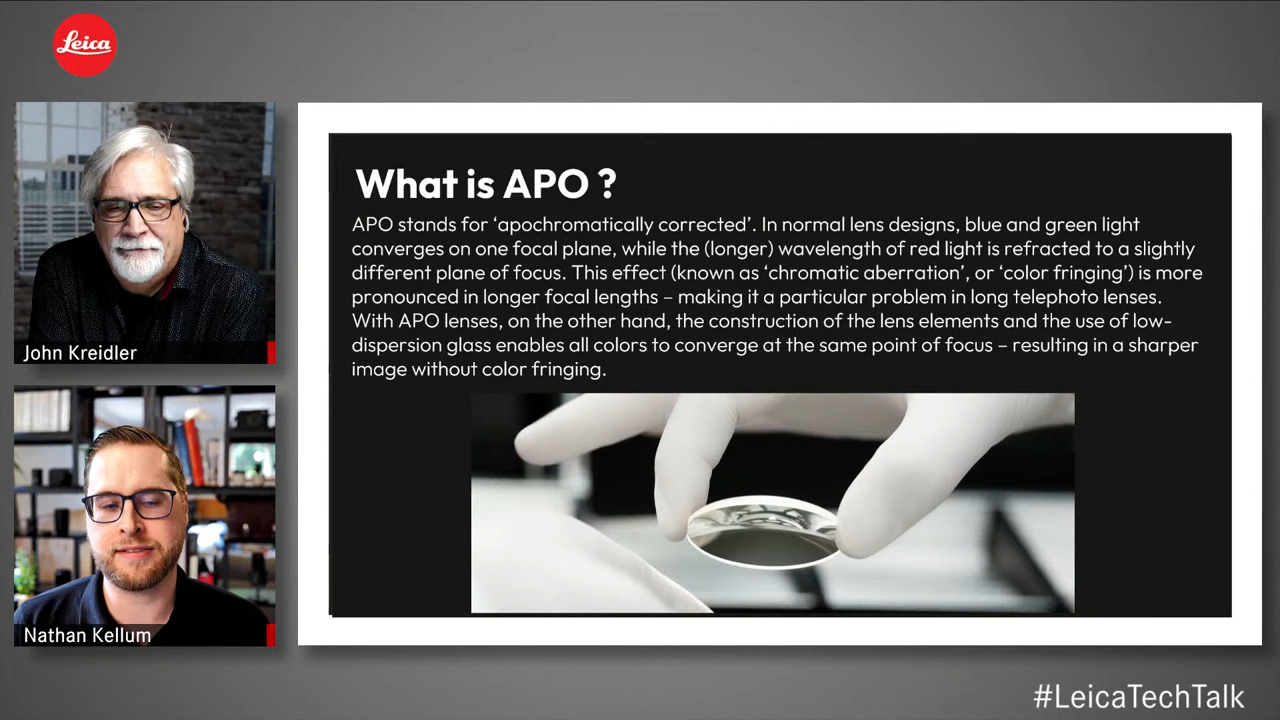 Leica
John Kreidler
Nathan Kellum
What is APO ?
APO stands for ‘apochromatically corrected’. In normal lens designs, blue and green light
converges on one focal plane, while the (longer) wavelength of red light is refracted to a slightly
different plane of focus. This effect (known as ‘chromatic aberration’, or ‘color fringing’) is more
pronounced in longer focal lengths – making it a particular problem in long telephoto lenses.
With APO lenses, on the other hand, the construction of the lens elements and the use of low-
dispersion glass enables all colors to converge at the same point of focus – resulting in a sharper
image without color fringing.
#LeicaTechTalk